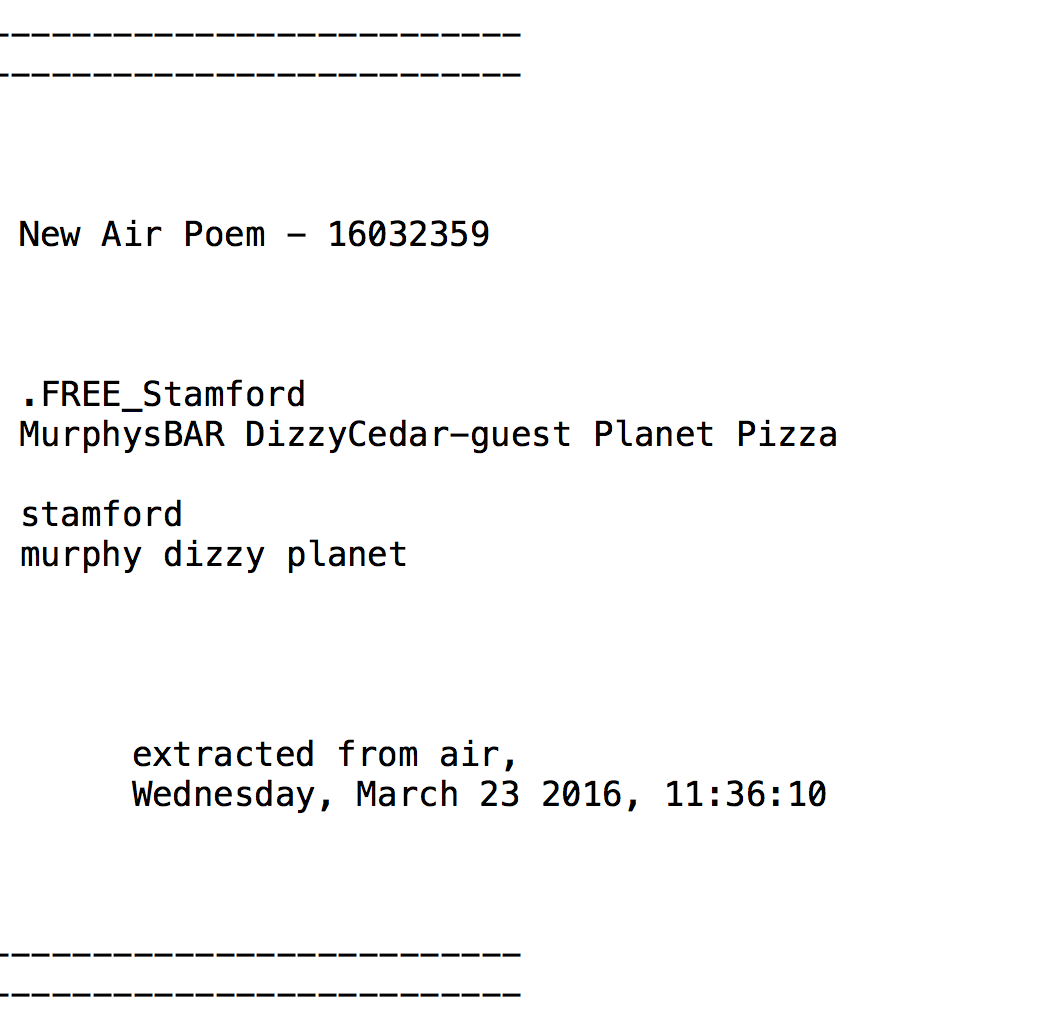 --------------------------
--------------------------
New Air Poem - 16032359
.FREE_Stamford
MurphysBAR DizzyCedar-guest Planet Pizza
stamford
murphy dizzy planet
extracted from air,
Wednesday, March 23 2016, 11:36:10
--------------------------
--------------------------